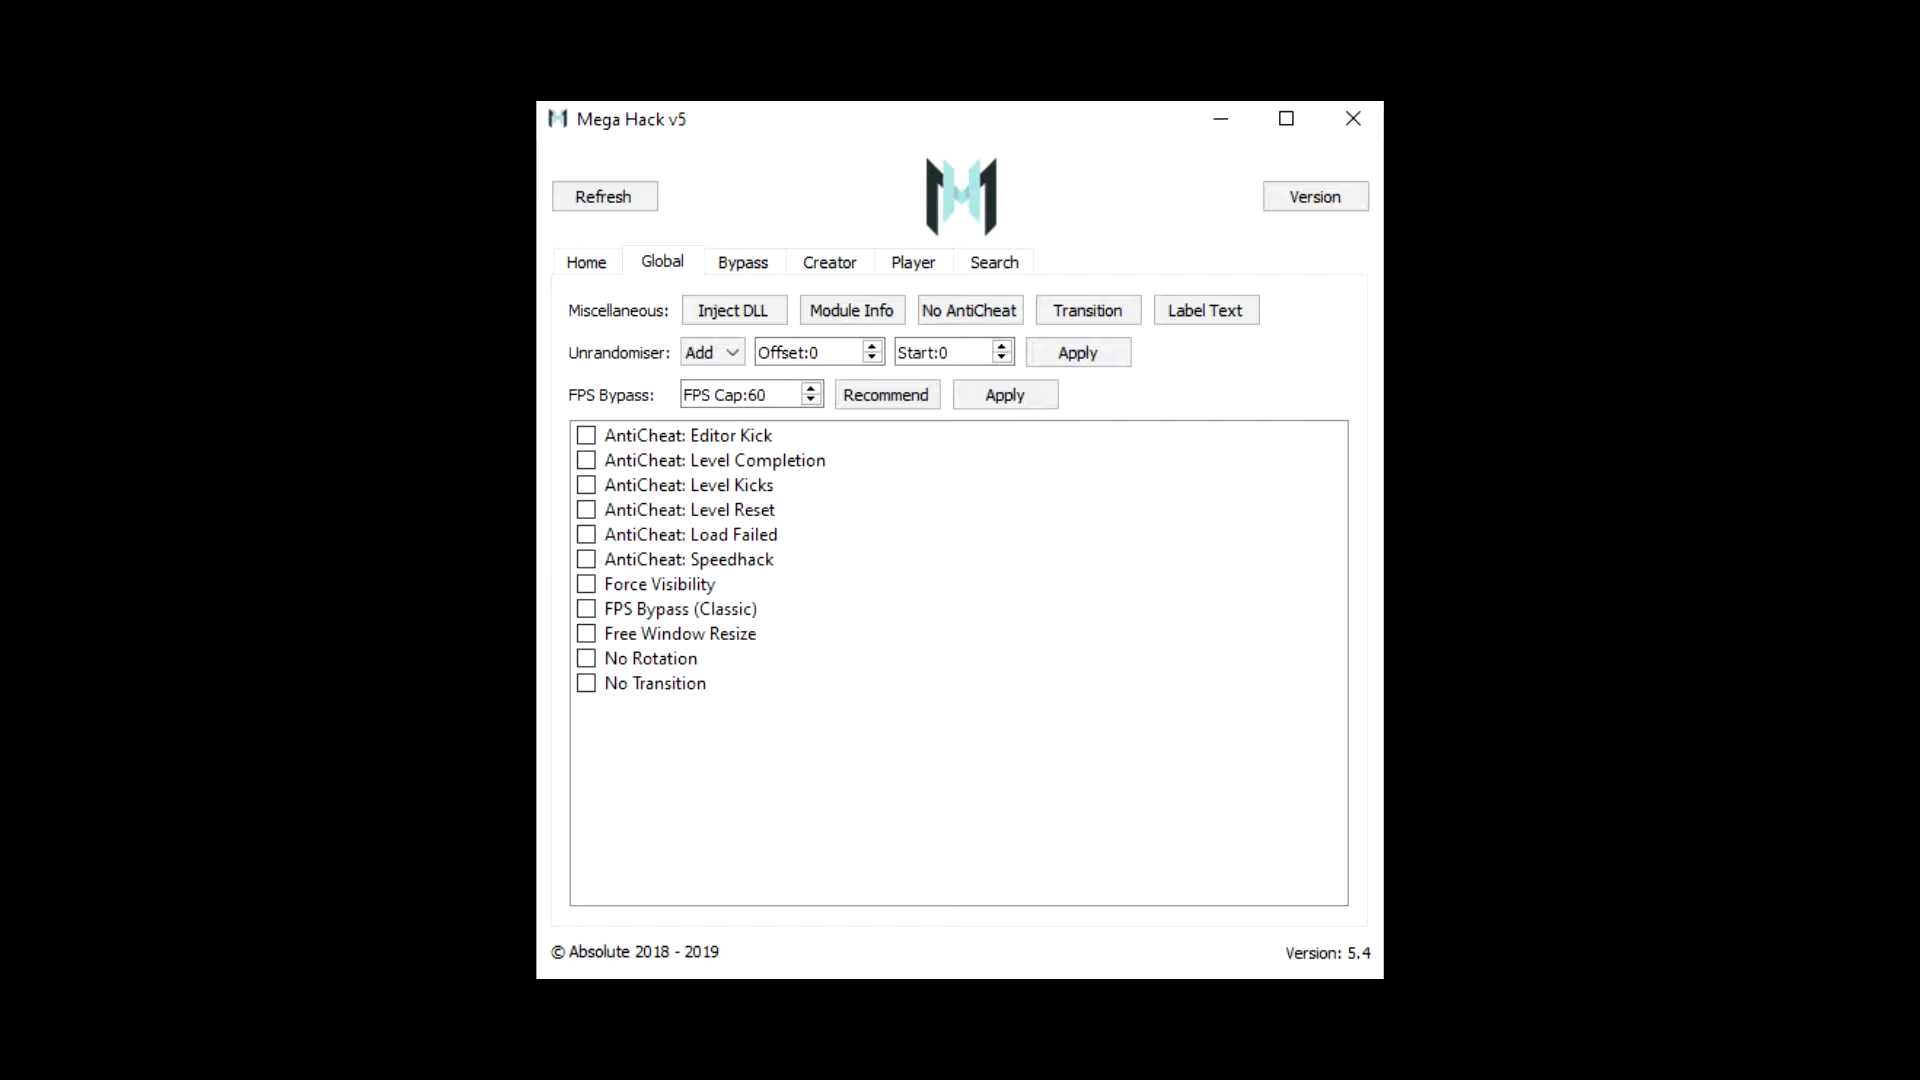 Mega Hack v5
Refresh
Version
Home Global Bypass Creator Player Search
Miscellaneous: Inject DLL Module Info No AntiCheat Transition Label Text
Unrandomiser: Add Offset:0 Start:0 Apply
FPS Bypass: FPS Cap:60 Recommend Apply
AntiCheat: Editor Kick
AntiCheat: Level Completion
AntiCheat: Level Kicks
AntiCheat: Level Reset
AntiCheat: Load Failed
AntiCheat: Speedhack
Force Visibility
FPS Bypass (Classic)
Free Window Resize
No Rotation
No Transition
© Absolute 2018 - 2019
Version: 5.4